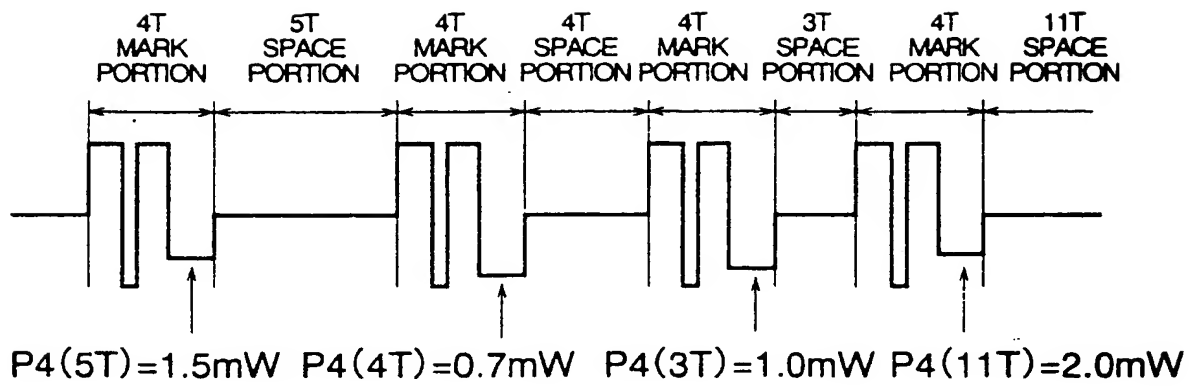 4T MARK PORTION
5T SPACE PORTION
4T MARK PORTION
4T SPACE PORTION
4T MARK PORTION
3T SPACE PORTION
4T MARK PORTION
11T SPACE PORTION
P4(5T)=1.5mW
P4(4T)=0.7mW
P4(3T)=1.0mW
P4(11T)=2.0mW